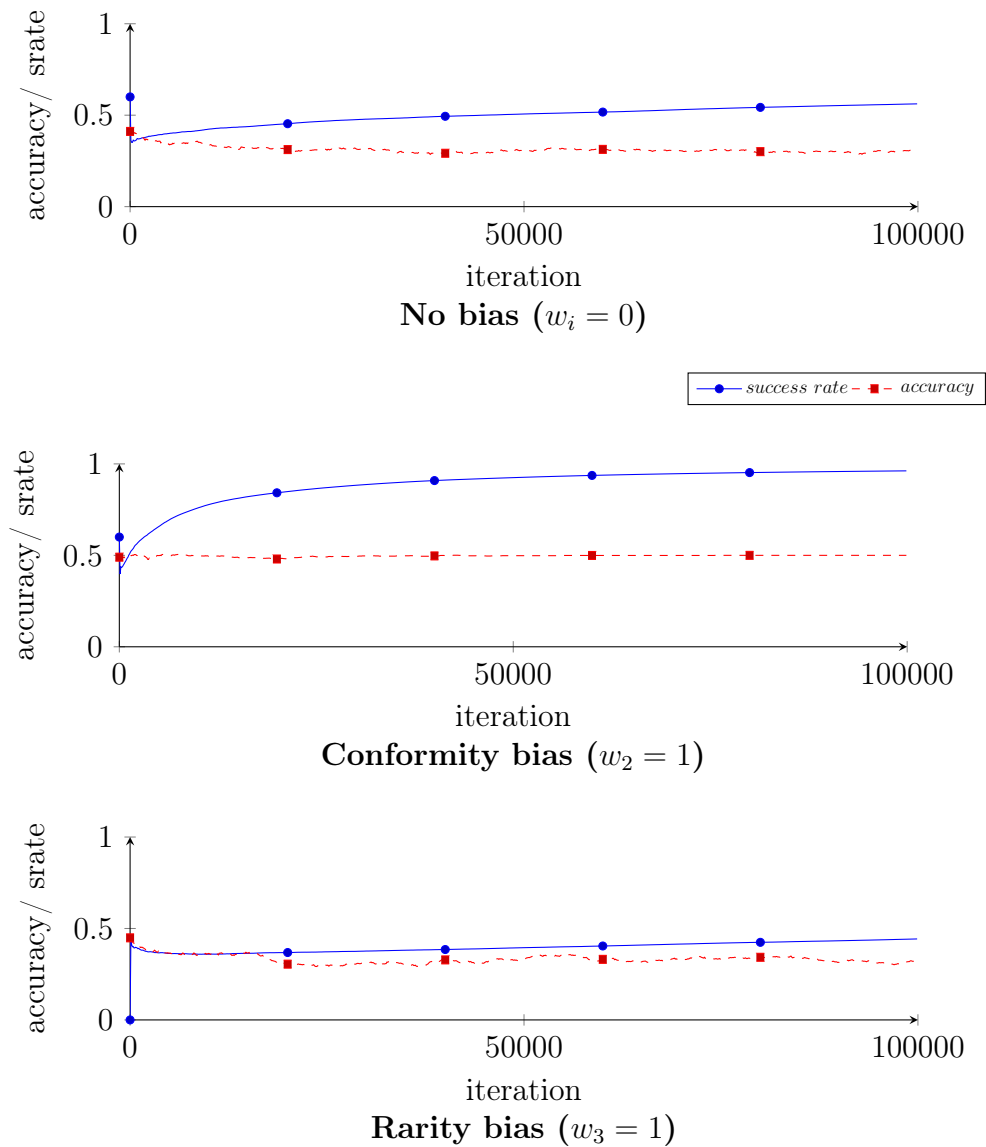 1
0.5
0
accuracy/ srate
0 50000 100000
iteration
No bias (w_i = 0)
success rate accuracy
1
0.5
0
accuracy/ srate
0 50000 100000
iteration
Conformity bias (w_2 = 1)
1
0.5
0
accuracy/ srate
0 50000 100000
iteration
Rarity bias (w_3 = 1)